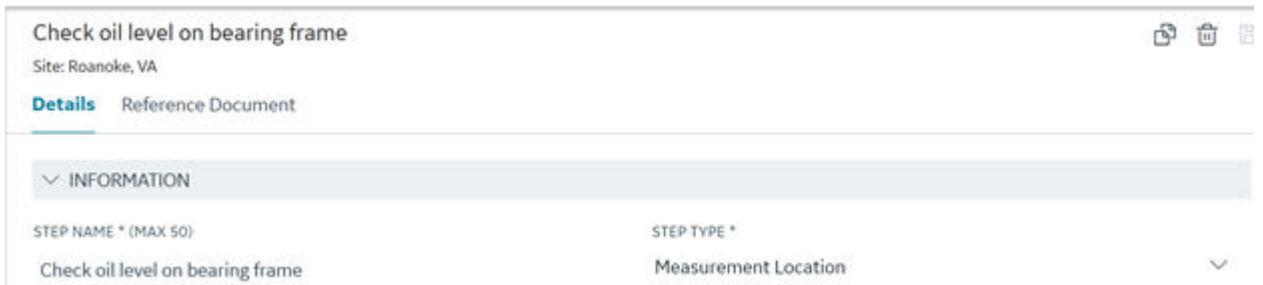 Check oil level on bearing frame
Site: Roanoke, VA
Details Reference Document
INFORMATION
STEP NAME * (MAX 50) STEP TYPE *
Check oil level on bearing frame Measurement Location